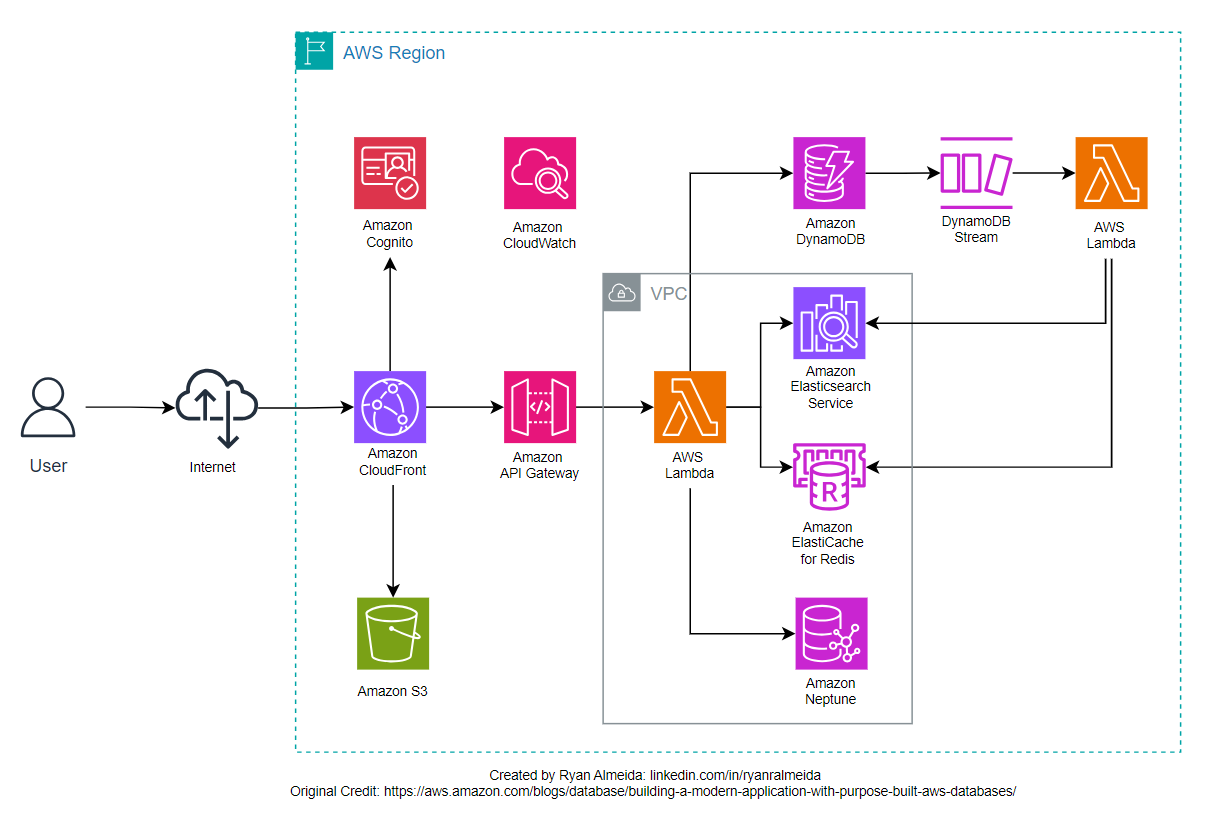 AWS Region
Amazon
Cognito
Amazon
CloudWatch
Amazon
DynamoDB
DynamoDB
Stream
AWS
Lambda
VPC
Amazon
Elasticsearch
Service
User
Internet
Amazon
CloudFront
Amazon
API Gateway
AWS
Lambda
R
Amazon
ElastiCache
for Redis
Amazon S3
Amazon
Neptune
Created by Ryan Almeida: linkedin.com/in/ryanralmeida
Original Credit: https://aws.amazon.com/blogs/database/building-a-modern-application-with-purpose-built-aws-databases/